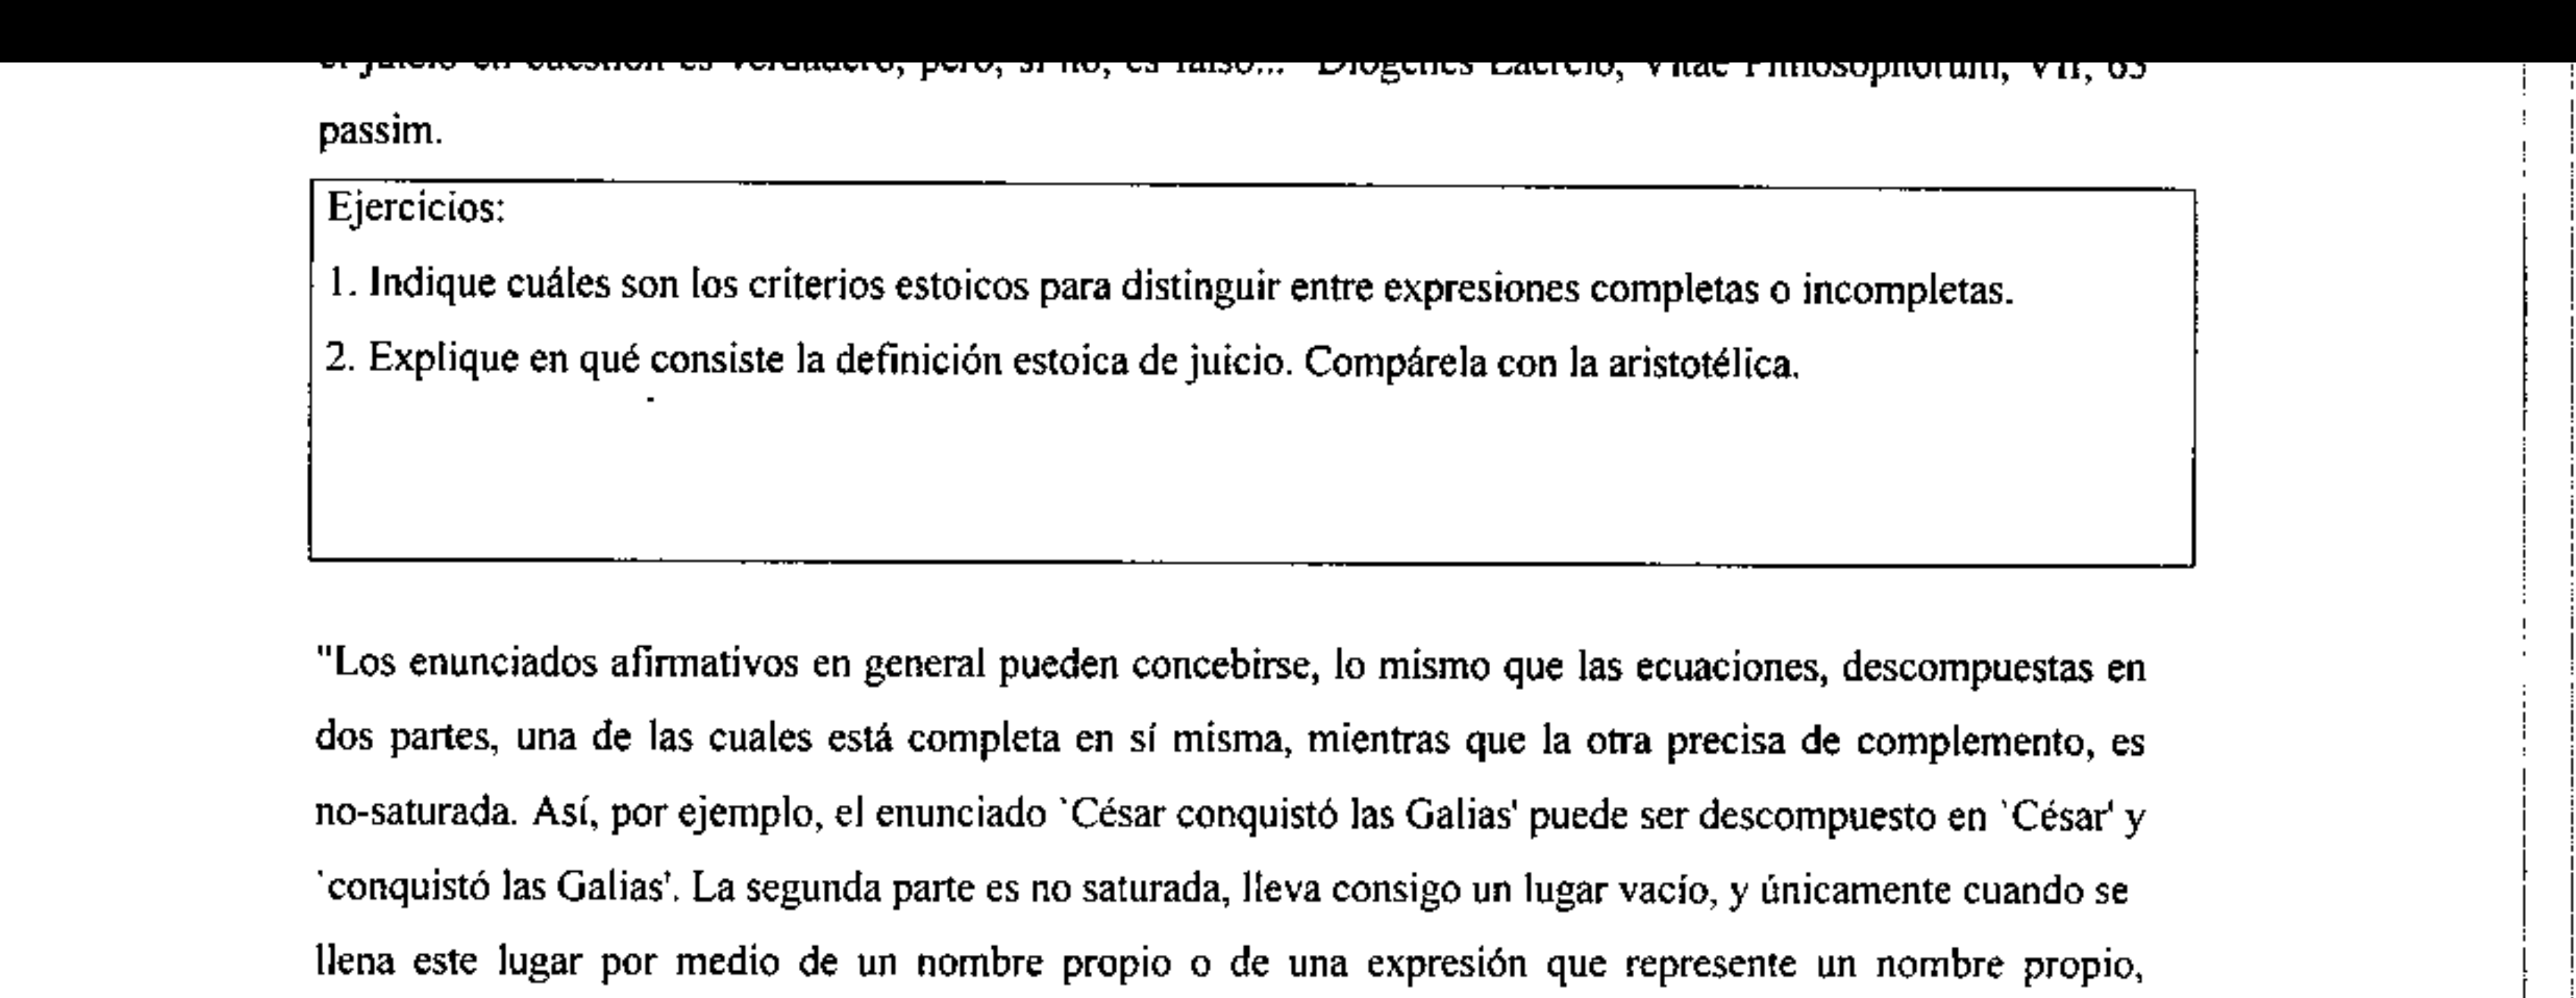 el juicio en cuestión es verdadero, pero, si no, es falso... Diógenes Laercio, Vitae Philosophorum, VII, 65
passim.
Ejercicios:
1. Indique cuáles son los criterios estoicos para distinguir entre expresiones completas o incompletas.
2. Explique en qué consiste la definición estoica de juicio. Compárela con la aristotélica.
"Los enunciados afirmativos en general pueden concebirse, lo mismo que las ecuaciones, descompuestas en
dos partes, una de las cuales está completa en sí misma, mientras que la otra precisa de complemento, es
no-saturada. Así, por ejemplo, el enunciado `César conquistó las Galias' puede ser descompuesto en `César' y
`conquistó las Galias'. La segunda parte es no saturada, lleva consigo un lugar vacío, y únicamente cuando se
llena este lugar por medio de un nombre propio o de una expresión que represente un nombre propio,